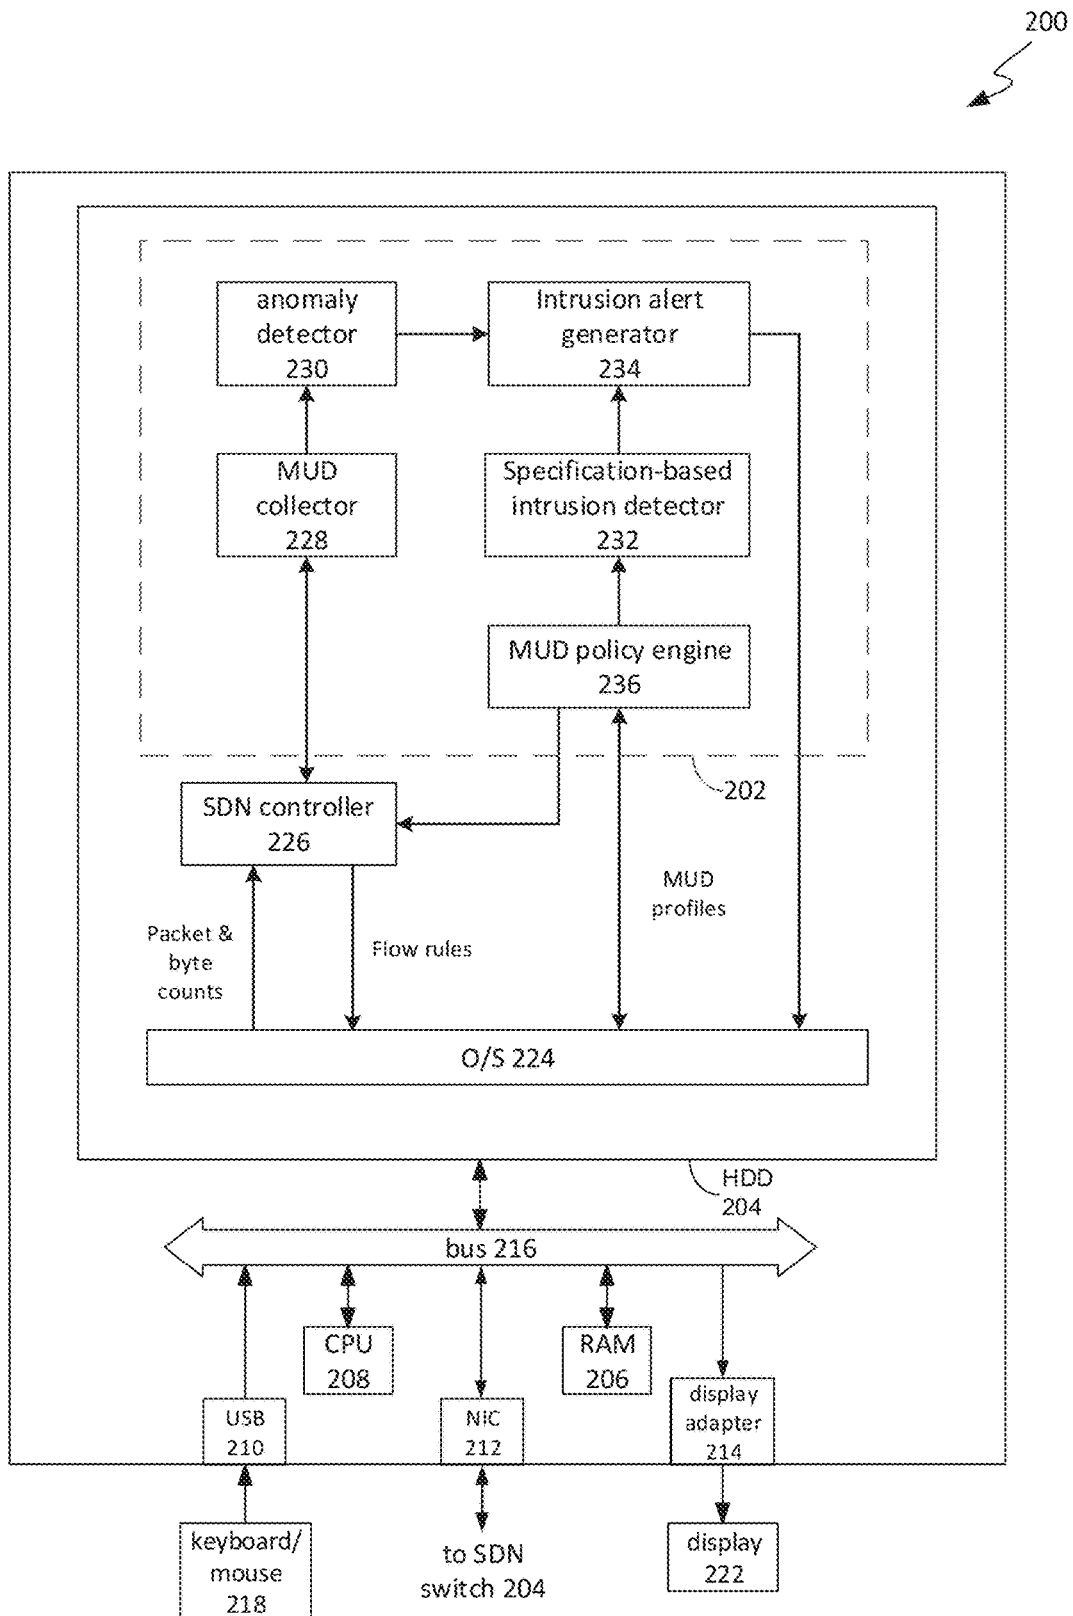 200
anomaly
detector
230
Intrusion alert
generator
234
MUD
collector
228
Specification-based
intrusion detector
232
MUD policy engine
236
202
SDN controller
226
MUD
profiles
Packet &
byte
counts
Flow rules
O/S 224
HDD
204
bus 216
CPU
208
RAM
206
USB
210
NIC
212
display
adapter
214
keyboard/
mouse
218
to SDN
switch 204
display
222